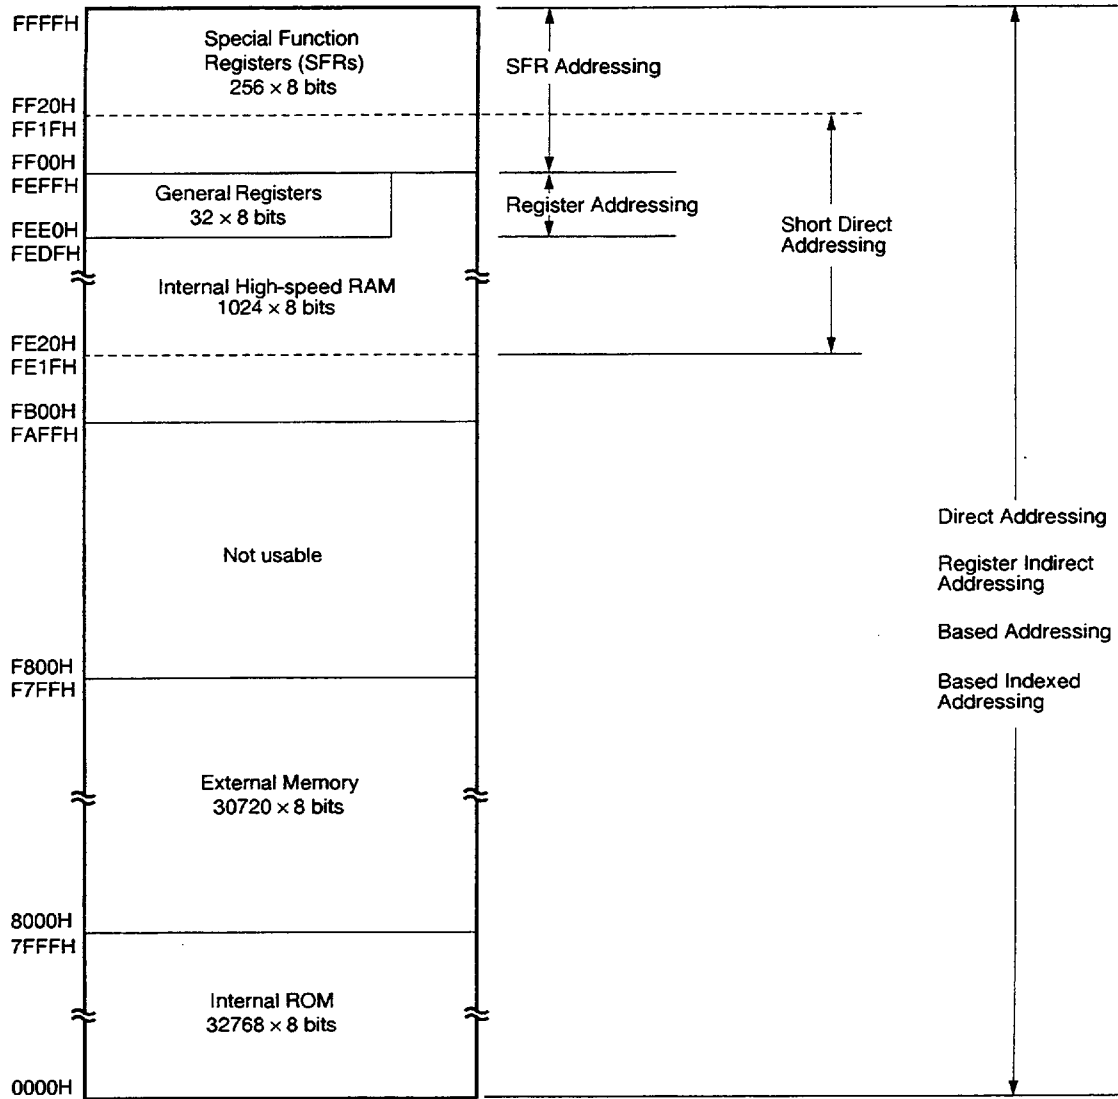 FFFFH
Special Function
Registers (SFRs)
256 × 8 bits
SFR Addressing
FF20H
FF1FH
FF00H
FEFFH
General Registers
32 × 8 bits
Register Addressing
Short Direct
Addressing
FEE0H
FEDFH
Internal High-speed RAM
1024 × 8 bits
FE20H
FE1FH
FB00H
FAFFH
Not usable
Direct Addressing
Register Indirect
Addressing
Based Addressing
Based Indexed
Addressing
F800H
F7FFH
External Memory
30720 × 8 bits
8000H
7FFFH
Internal ROM
32768 × 8 bits
0000H